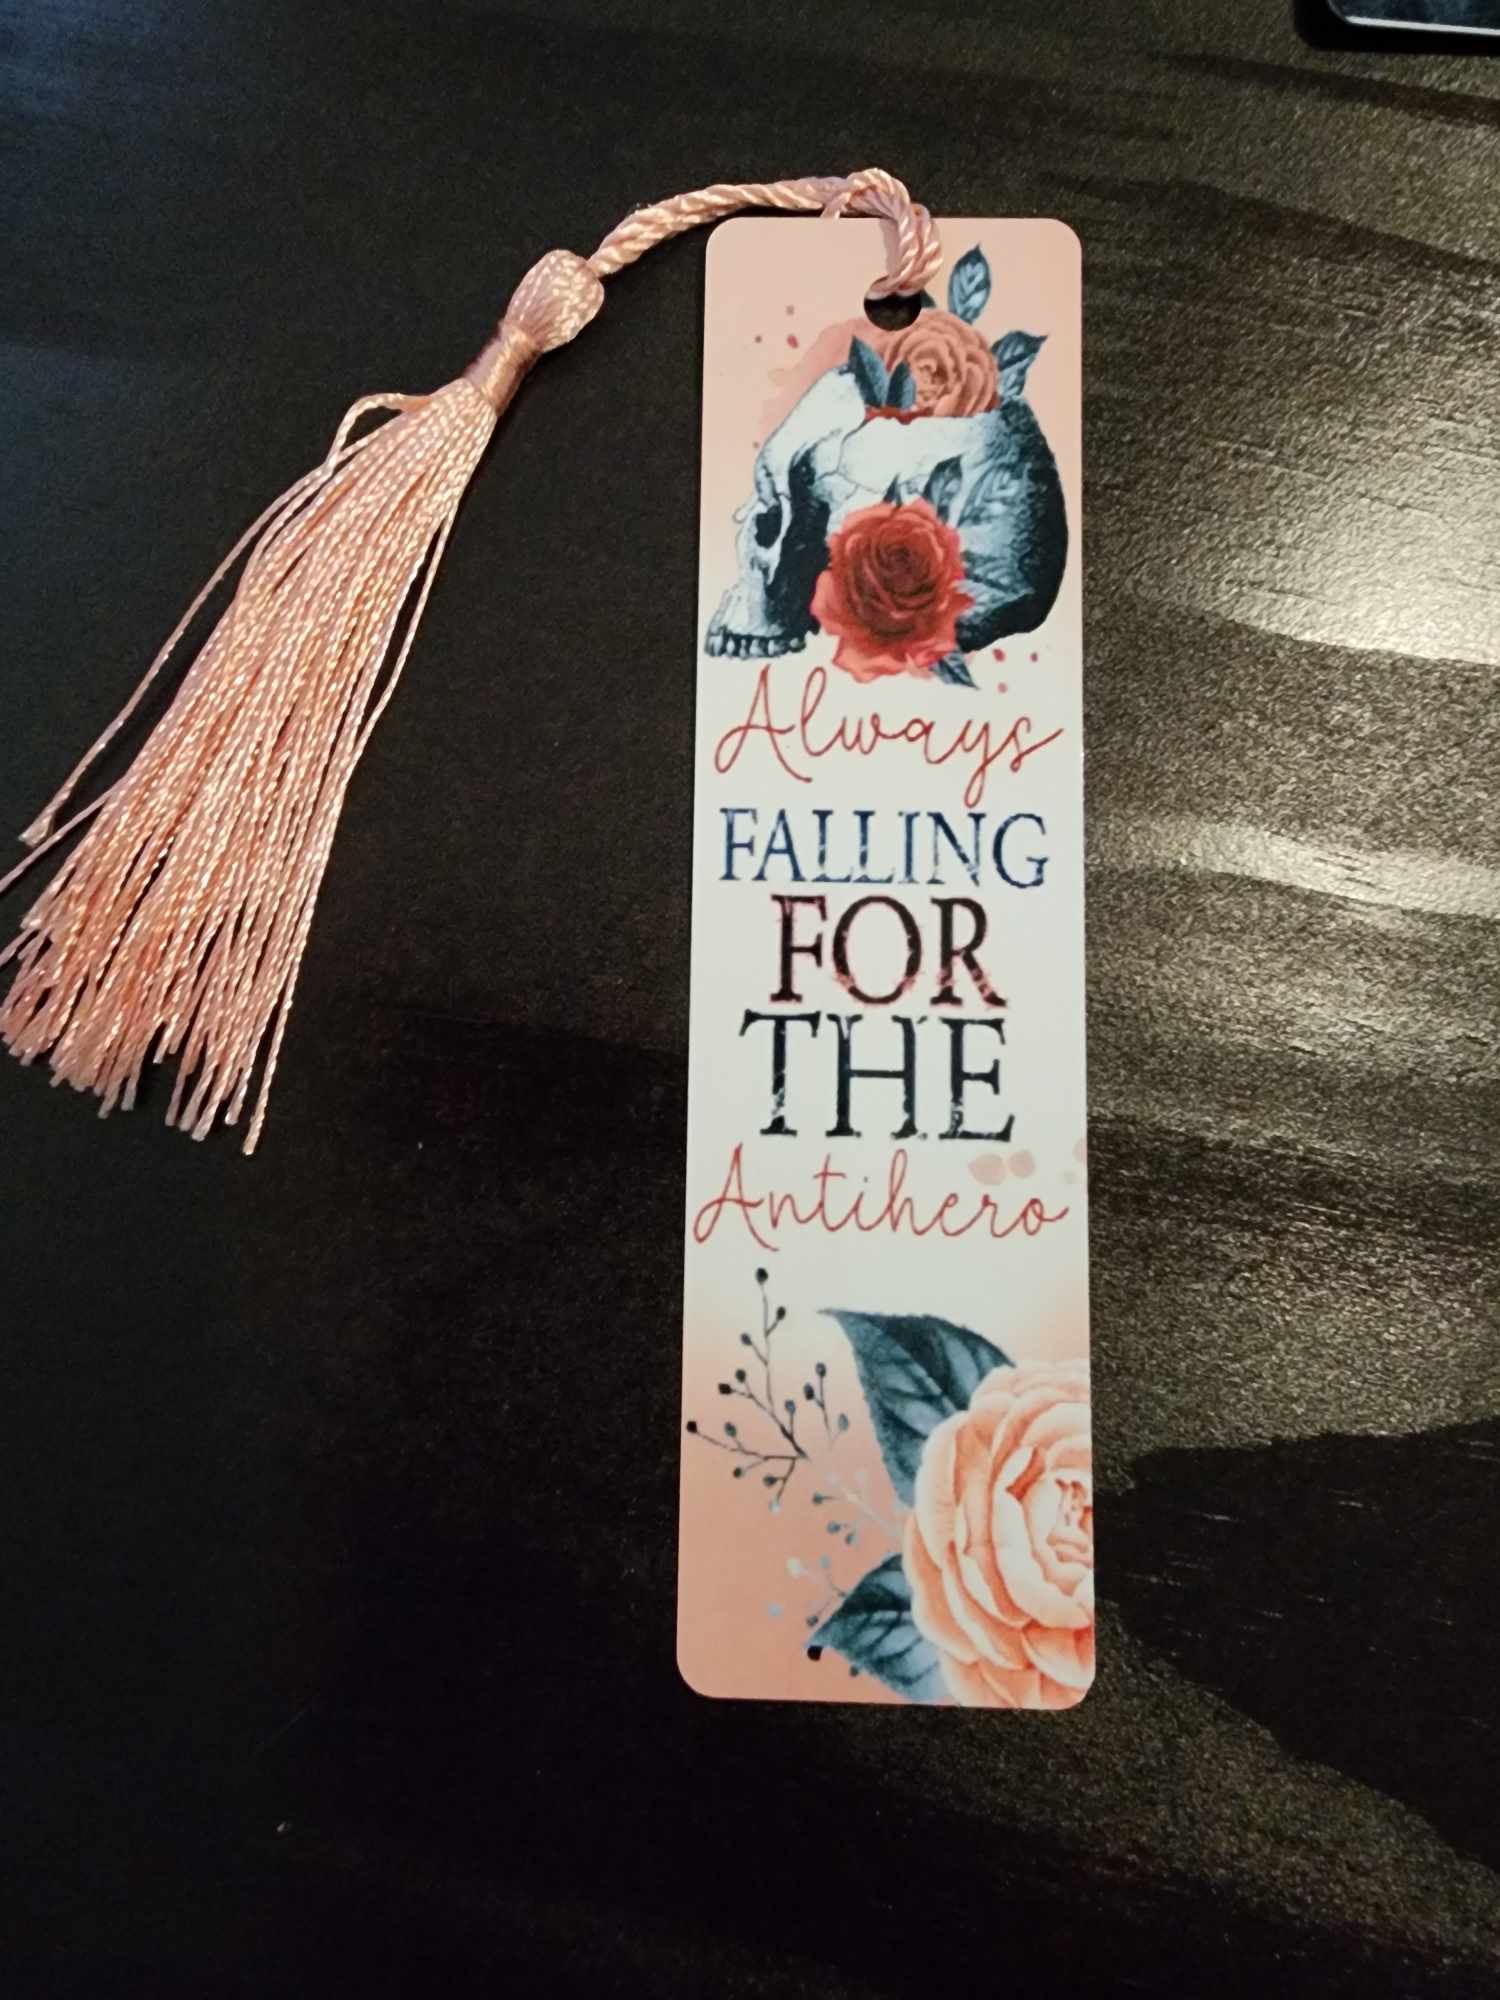 Always
FALLING
FOR
THE
Antihero